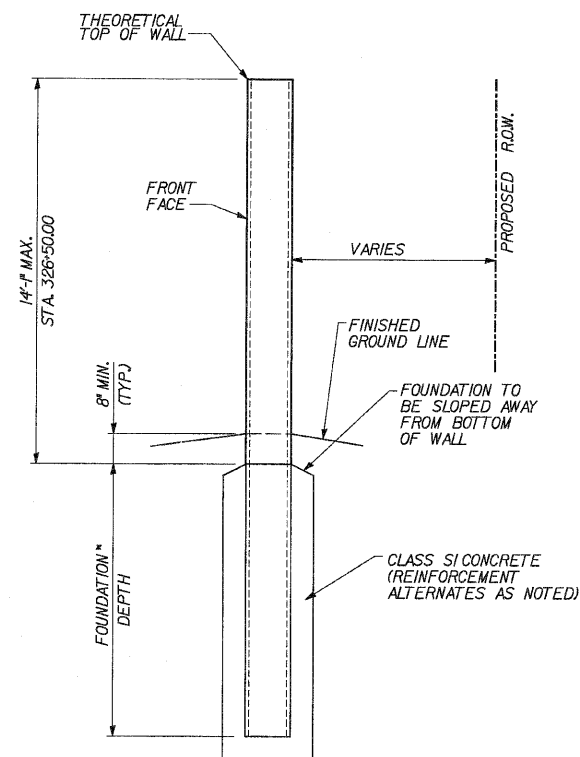 THEORETICAL
TOP OF WALL
FRONT
FACE
14'-1" MAX.
STA. 326+50.00
VARIES
PROPOSED R.O.W.
8" MIN.
(TYP.)
FINISHED
GROUND LINE
FOUNDATION TO
BE SLOPED AWAY
FROM BOTTOM
OF WALL
FOUNDATION*
DEPTH
CLASS SI CONCRETE
(REINFORCEMENT
ALTERNATES AS NOTED)